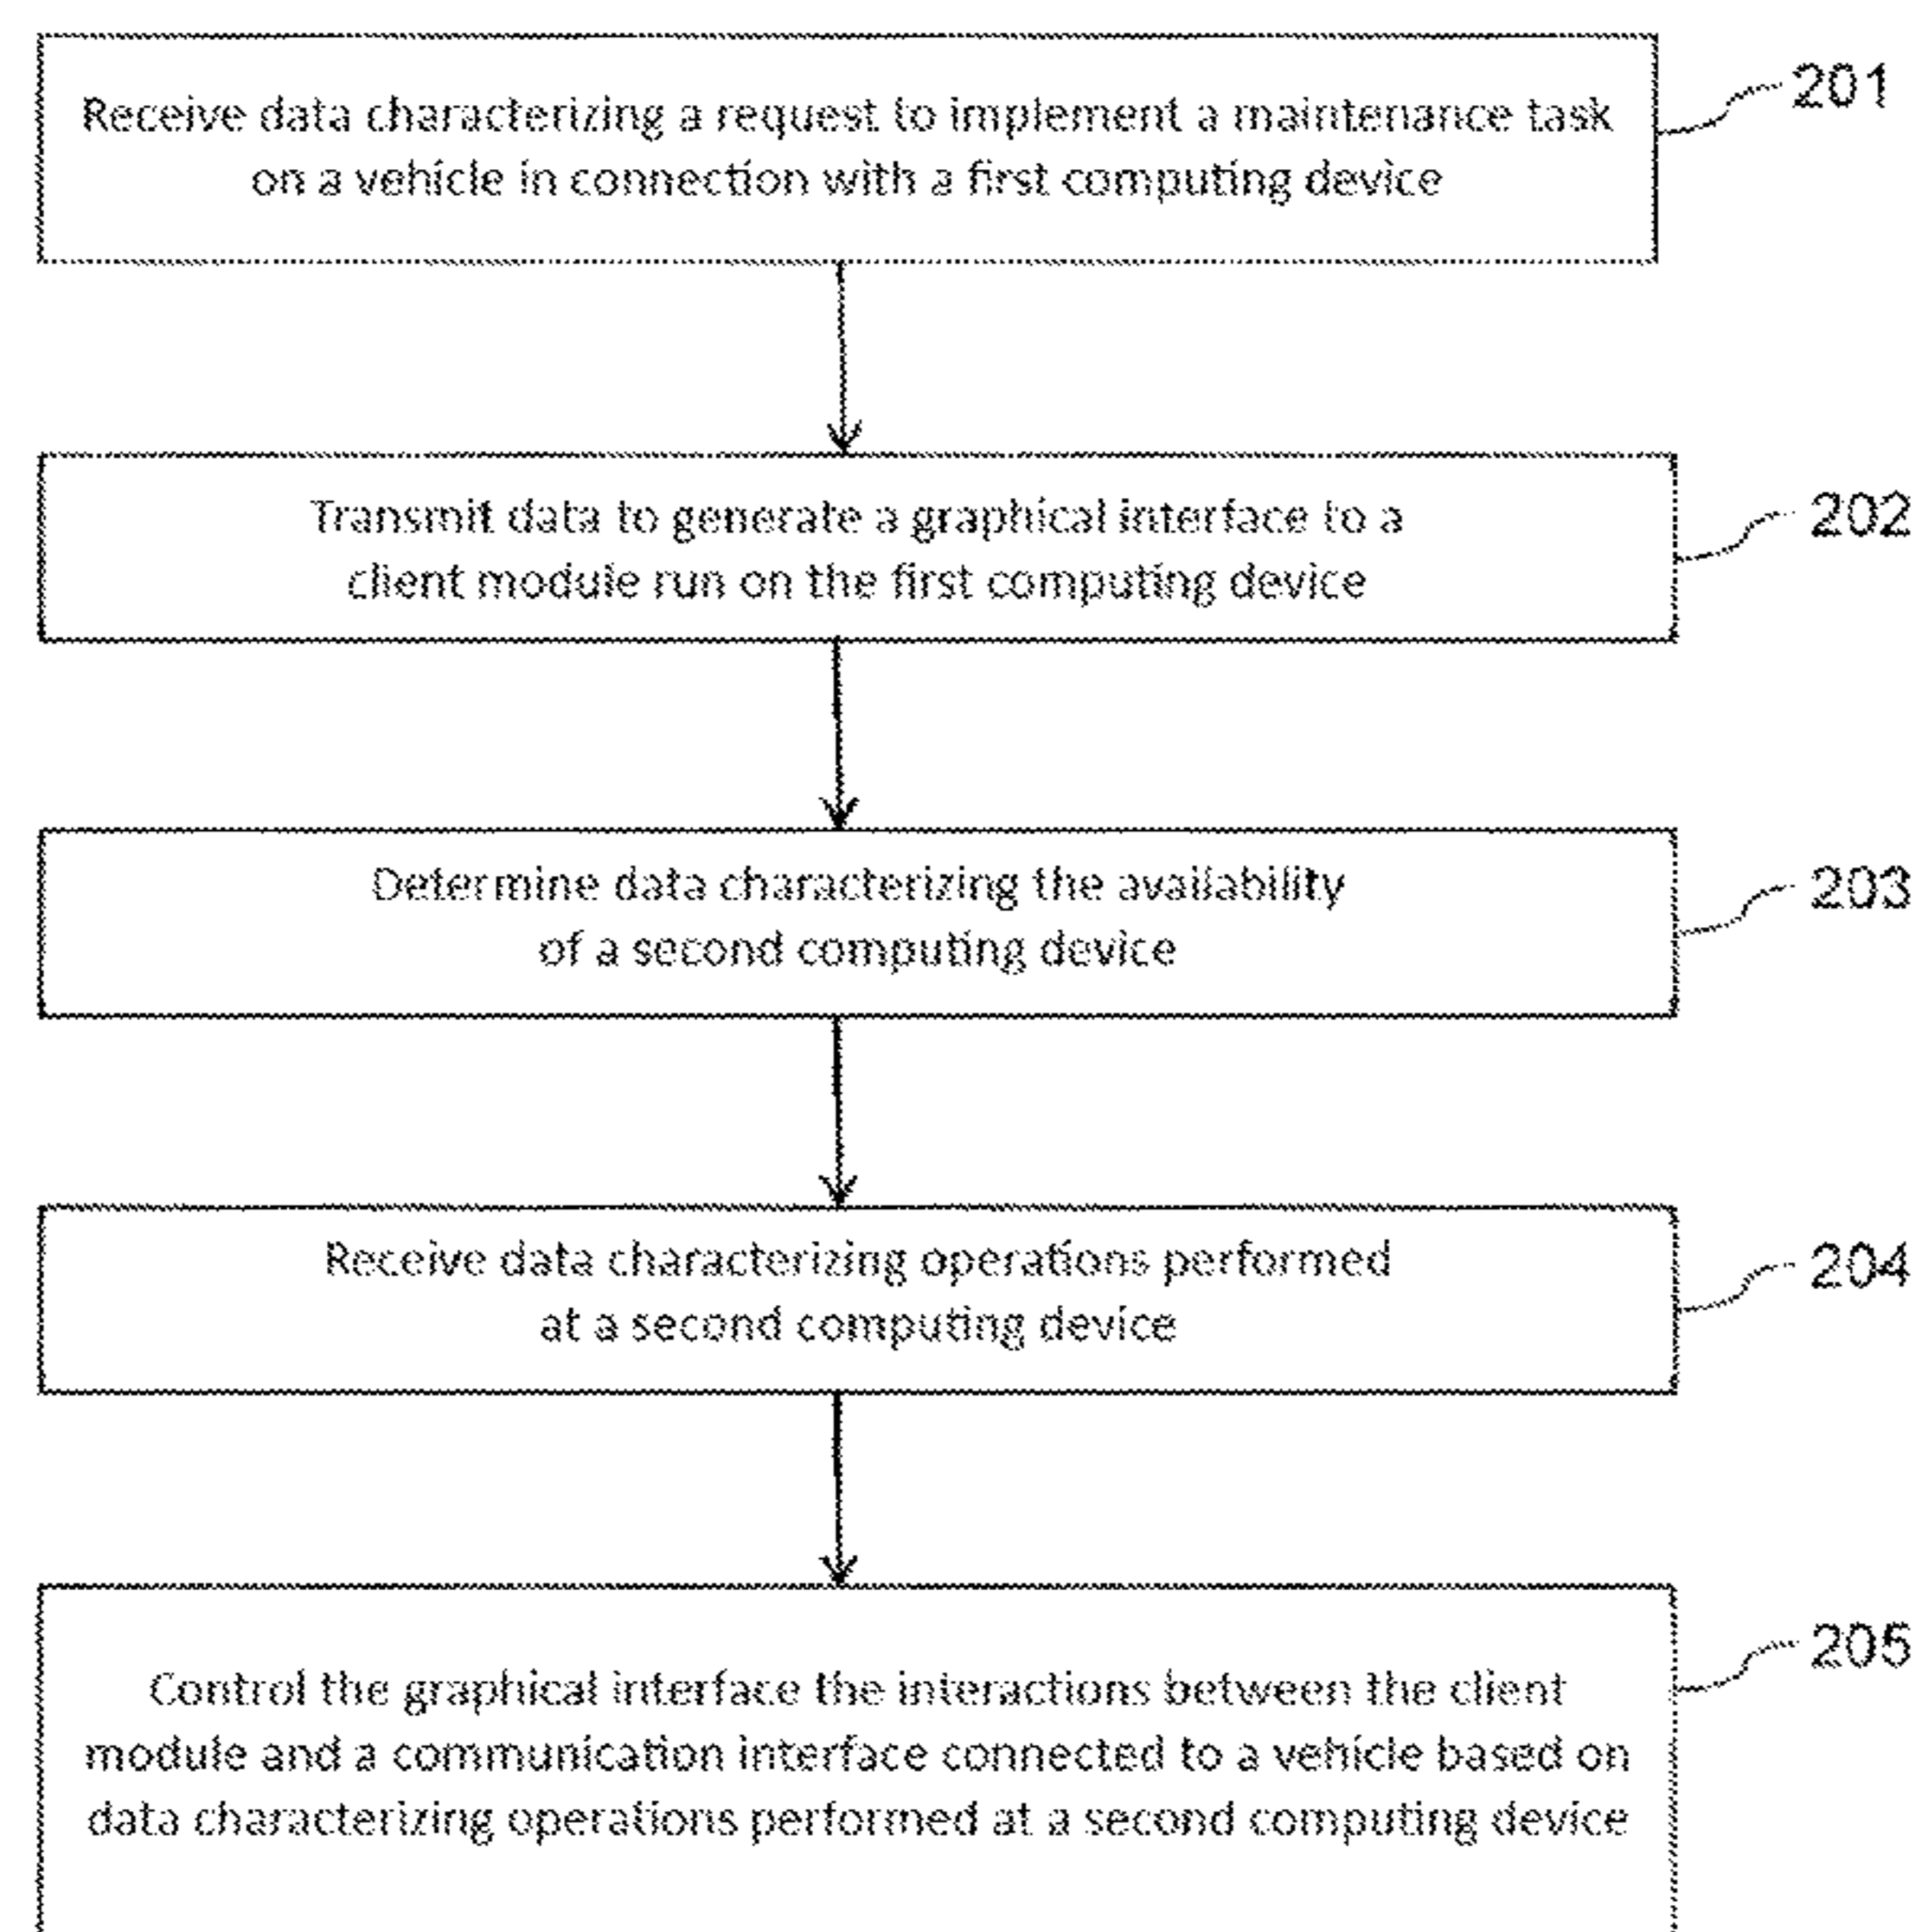 Receive data characterizing a request to implement a maintenance task
on a vehicle in connection with a first computing device
201
Transmit data to generate a graphical interface to a
client module run on the first computing device
202
Determine data characterizing the availability
of a second computing device
203
Receive data characterizing operations performed
at a second computing device
204
Control the graphical interface the interactions between the client
module and a communication interface connected to a vehicle based on
data characterizing operations performed at a second computing device
205